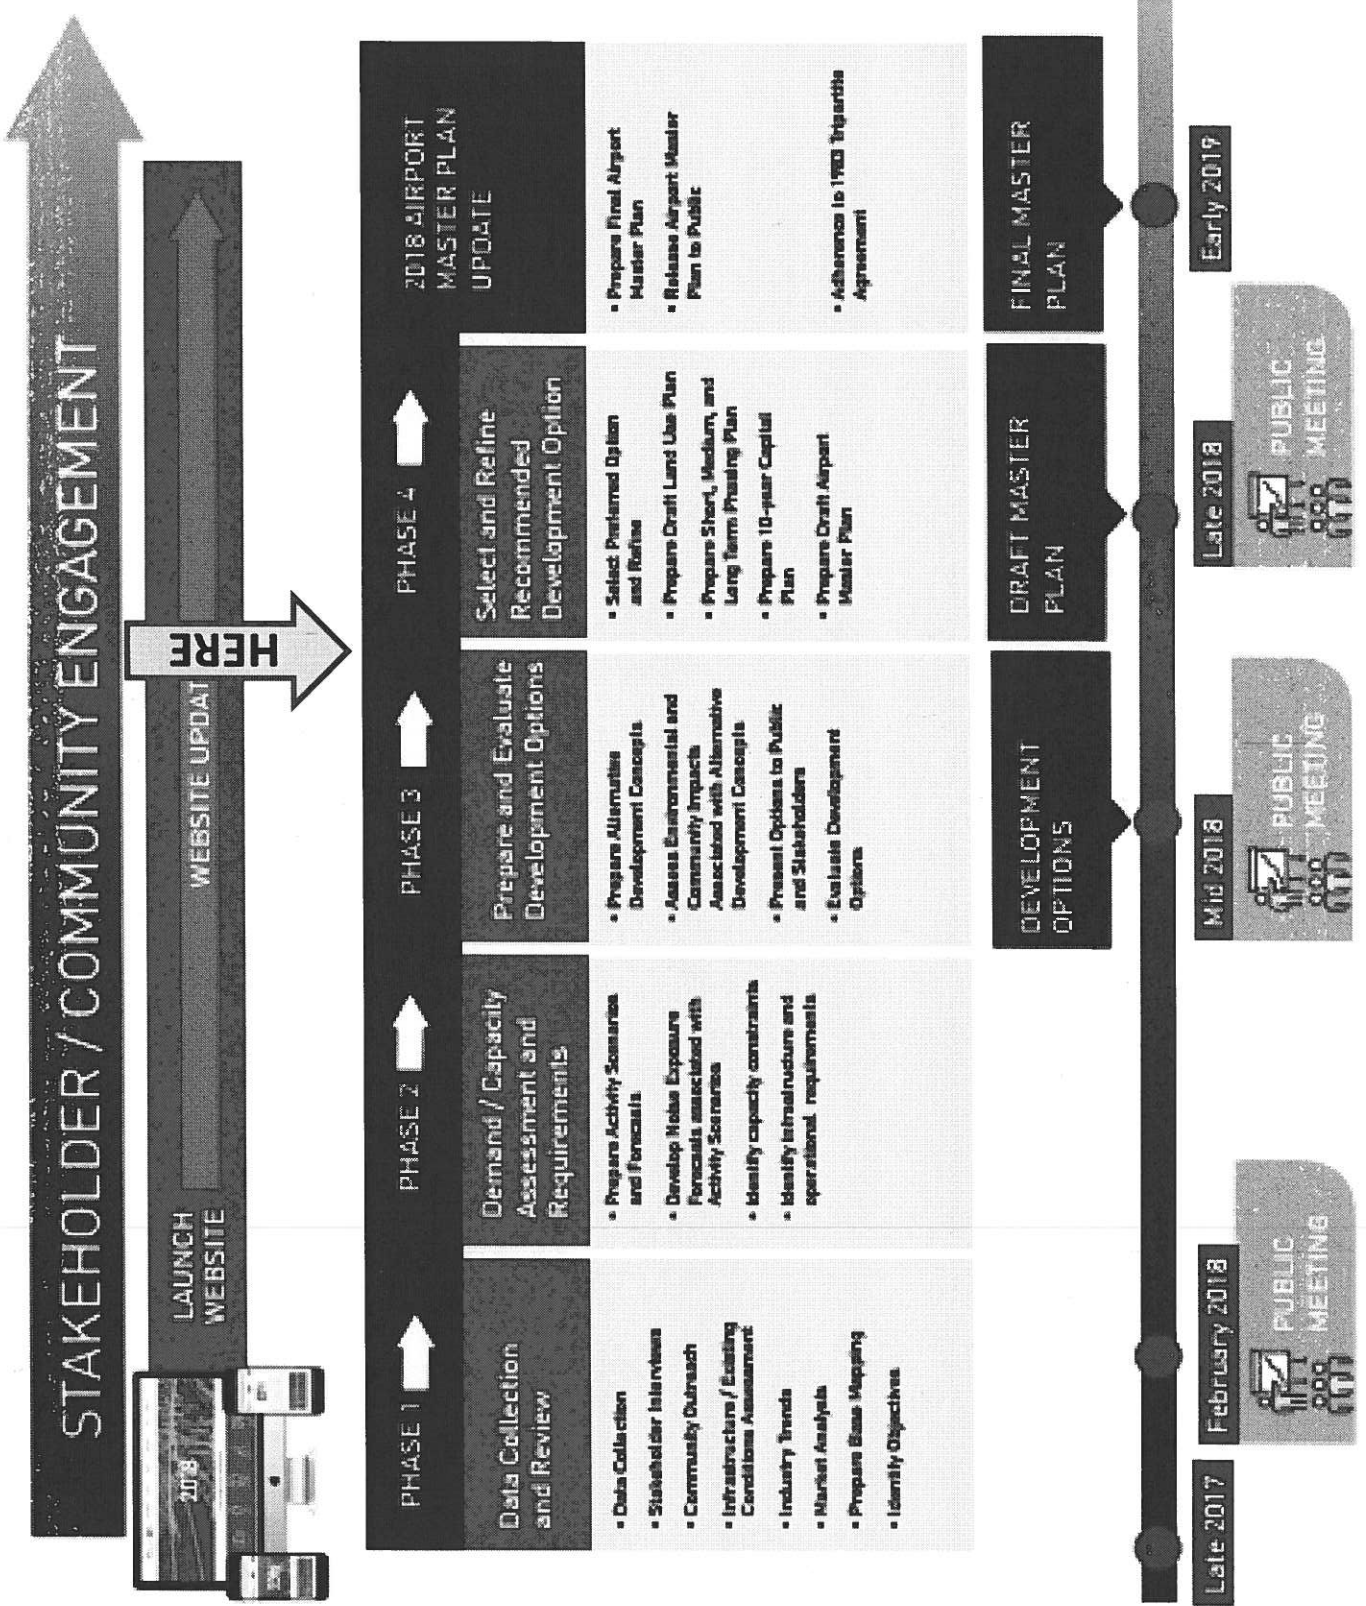 STAKEHOLDER / COMMUNITY ENGAGEMENT
2018
LAUNCH
WEBSITE
WEBSITE UPDAT
HERE
PHASE 1
PHASE 2
PHASE 3
PHASE 4
2018 AIRPORT
MASTER PLAN
UPDATE
Data Collection
and Review
• Data Collection
• Stakeholder Interviews
• Community Outreach
• Infrastructure / Existing
Conditions Assessment
• Industry Trends
• Market Analysis
• Prepare Base Mapping
• Identify Objectives
Demand / Capacity
Assessment and
Requirements
• Prepare Activity Scenarios
and Forecasts
• Develop Noise Exposure
Forecasts associated with
Activity Scenarios
• Identify capacity constraints
• Identify infrastructure and
operational requirements
Prepare and Evaluate
Development Options
• Prepare Alternative
Development Concepts
• Assess Environmental and
Community Impacts
Associated with Alternative
Development Concepts
• Present Options to Public
and Stakeholders
• Evaluate Development
Options
Select and Refine
Recommended
Development Option
• Select Preferred Option
and Refine
• Prepare Draft Land Use Plan
• Prepare Short, Medium, and
Long Term Phasing Plan
• Prepare 10-year Capital
Plan
• Prepare Draft Airport
Master Plan
• Prepare Final Airport
Master Plan
• Release Airport Master
Plan to Public
• Adherence to Tripartite
Agreement
DEVELOPMENT
OPTIONS
DRAFT MASTER
PLAN
FINAL MASTER
PLAN
Late 2017
February 2018
Mid 2018
Late 2018
Early 2019
PUBLIC
MEETING
PUBLIC
MEETING
PUBLIC
MEETING